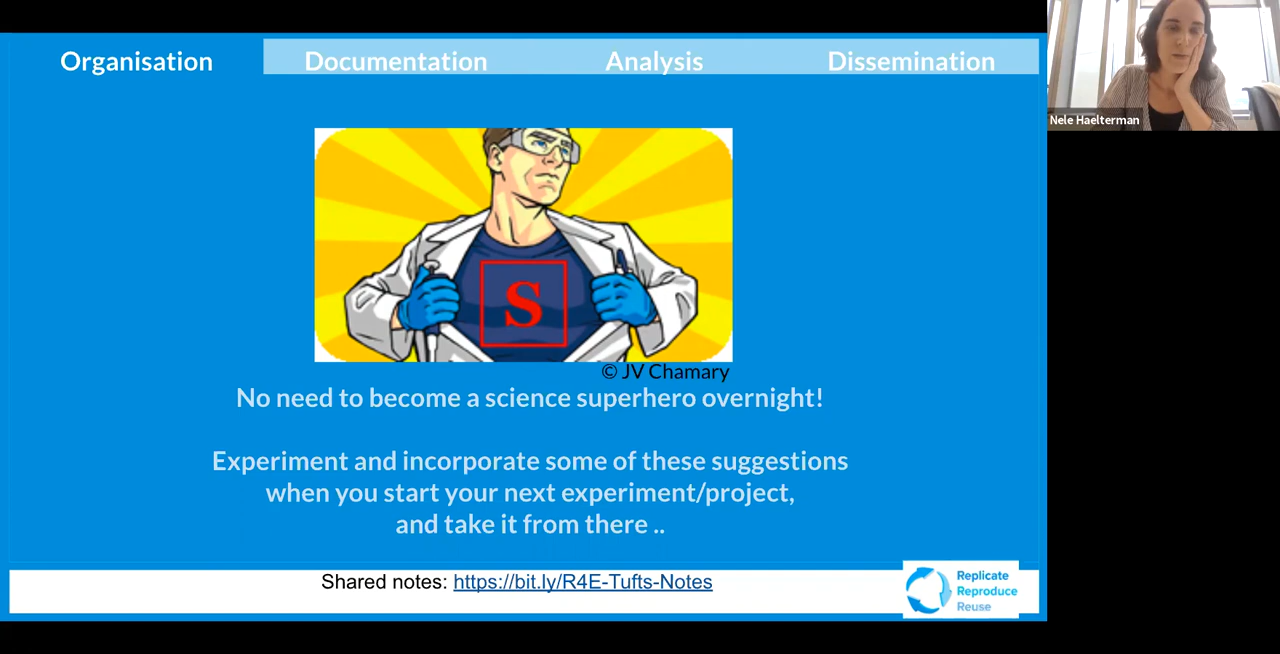 Organisation
Documentation
Analysis
Dissemination
Nele Haelterman
S
© JV Chamary
No need to become a science superhero overnight!
Experiment and incorporate some of these suggestions
when you start your next experiment/project,
and take it from there ..
Shared notes: https://bit.ly/R4E-Tufts-Notes
Replicate
Reproduce
Reuse